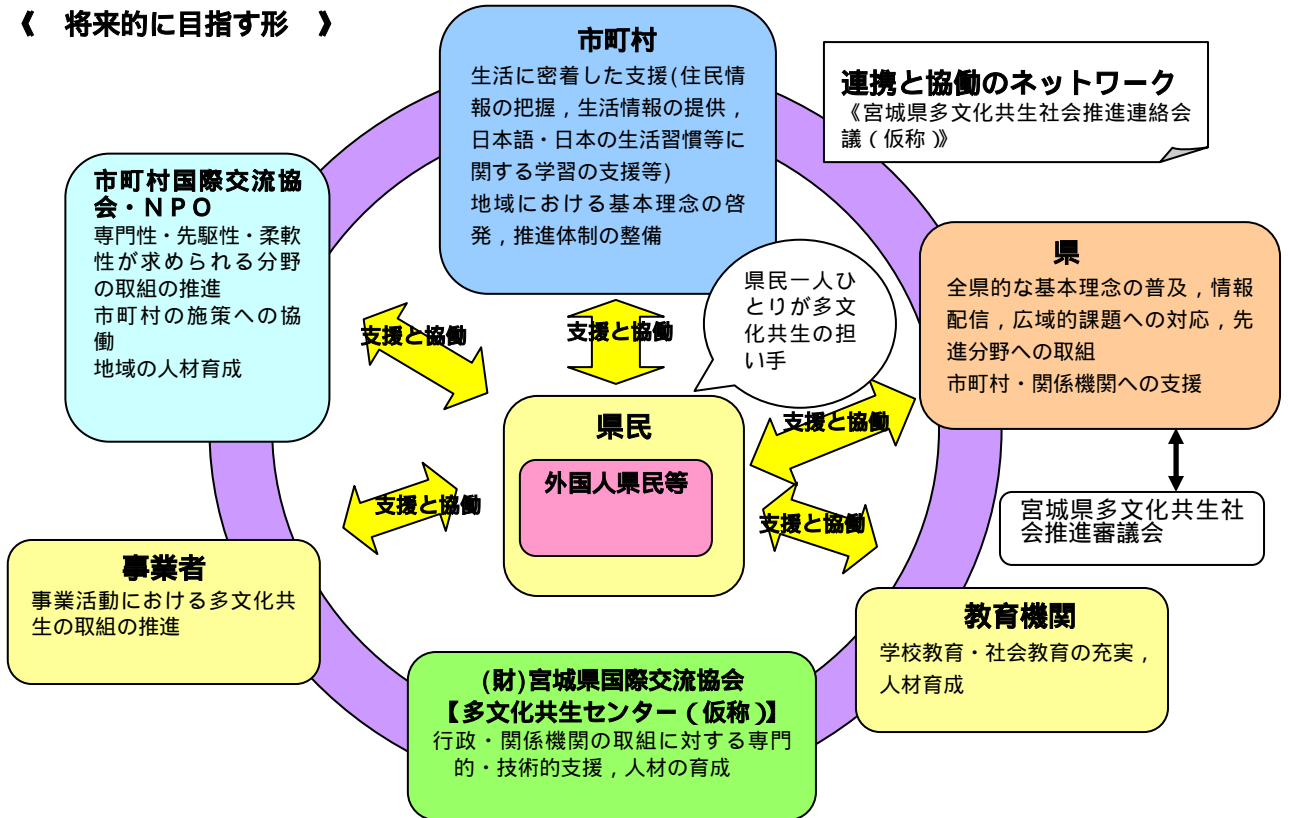 《 将来的に目指す形 》
市町村
生活に密着した支援(住民情
報の把握，生活情報の提供，
日本語・日本の生活習慣等に
関する学習の支援等)
地域における基本理念の啓
発，推進体制の整備
連携と協働のネットワーク
《宮城県多文化共生社会推進連絡会
議（仮称）》
市町村国際交流協
会・ＮＰＯ
専門性・先駆性・柔軟
性が求められる分野
の取組の推進
市町村の施策への協
働
地域の人材育成
県民一人ひ
とりが多文
化共生の担
い手
県
全県的な基本理念の普及，情報
配信，広域的課題への対応，先
進分野への取組
市町村・関係機関への支援
支援と協働
支援と協働
支援と協働
県民
外国人県民等
支援と協働
支援と協働
宮城県多文化共生社
会推進審議会
事業者
事業活動における多文化共
生の取組の推進
教育機関
学校教育・社会教育の充実，
人材育成
(財)宮城県国際交流協会
【多文化共生センター（仮称）】
行政・関係機関の取組に対する専門
的・技術的支援，人材の育成